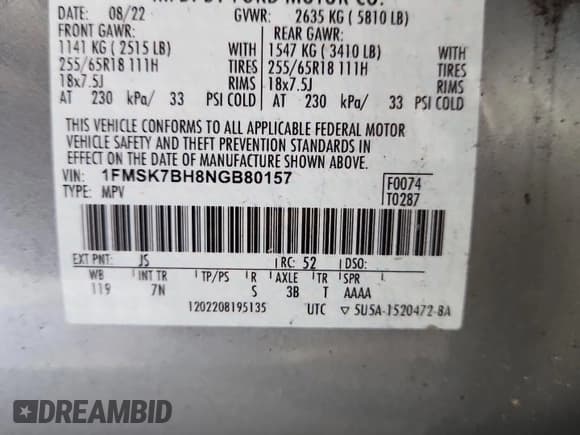 MFD. BY FORD MOTOR CO.
DATE: 08/22 GVWR: 2635 KG ( 5810 LB)
FRONT GAWR: REAR GAWR:
1141 KG ( 2515 LB) WITH 1547 KG ( 3410 LB) WITH
255/65R18 111H TIRES 255/65R18 111H TIRES
18x7.5J RIMS 18x7.5J RIMS
AT 230 kPa/ 33 PSI COLD AT 230 kPa/ 33 PSI COLD
THIS VEHICLE CONFORMS TO ALL APPLICABLE FEDERAL MOTOR
VEHICLE SAFETY AND THEFT PREVENTION STANDARDS IN
EFFECT ON THE DATE OF MANUFACTURE SHOWN ABOVE.
VIN: 1FMSK7BH8NGB80157
TYPE: MPV
F0074
T0287
EXT PNT: JS RC: 52 DSO:
WB INT TR TP/PS R AXLE TR SPR
119 7N S 3B T AAAA
1202208195135 UTC ▽ 5U5A-1520472-BA
DREAMBID